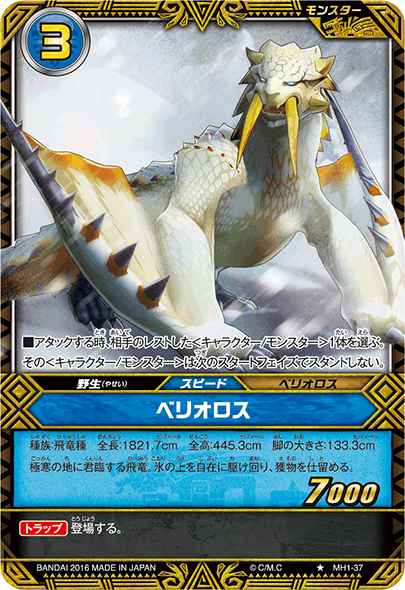 3
モンスター
■アタックする時、相手のレストした<キャラクター/モンスター>1体を選ぶ。
その<キャラクター/モンスター>は次のスタートフェイズでスタンドしない。
野生(やせい) スピード ベリオロス
ベリオロス
種族:飛竜種 全長:1821.7cm 全高:445.3cm 脚の大きさ:133.3cm
極寒の地に君臨する飛竜。氷の上を自在に駆け回り、獲物を仕留める。
7000
トラップ 登場する。
BANDAI 2016 MADE IN JAPAN © C/M.C ★ MH1-37